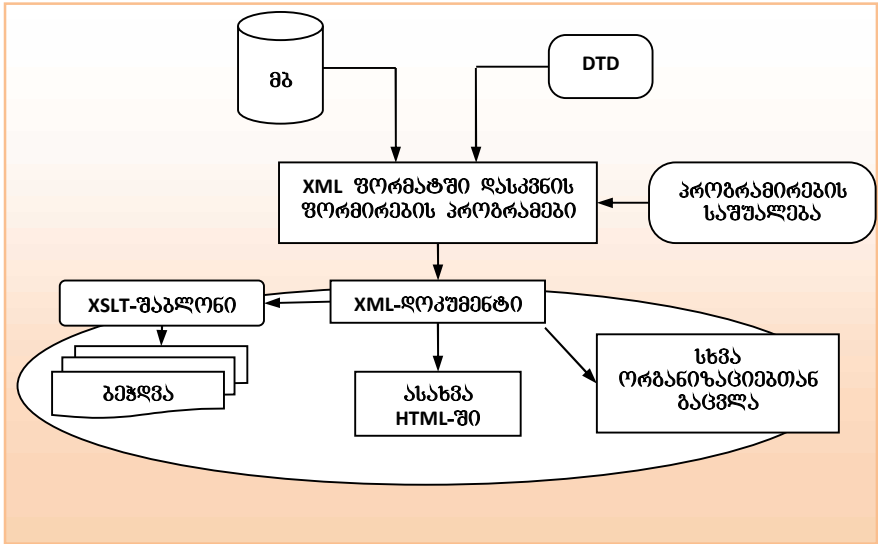 მბ
DTD
XML ფორმატში დასკვნის
ფორმირების პროგრამები
პროგრამირების
საშუალება
XSLT-შაბლონი
XML-დოკუმენტი
ბეჭდვა
ასახვა
HTML-ში
სხვა
ორგანიზაციებთან
გაცვლა